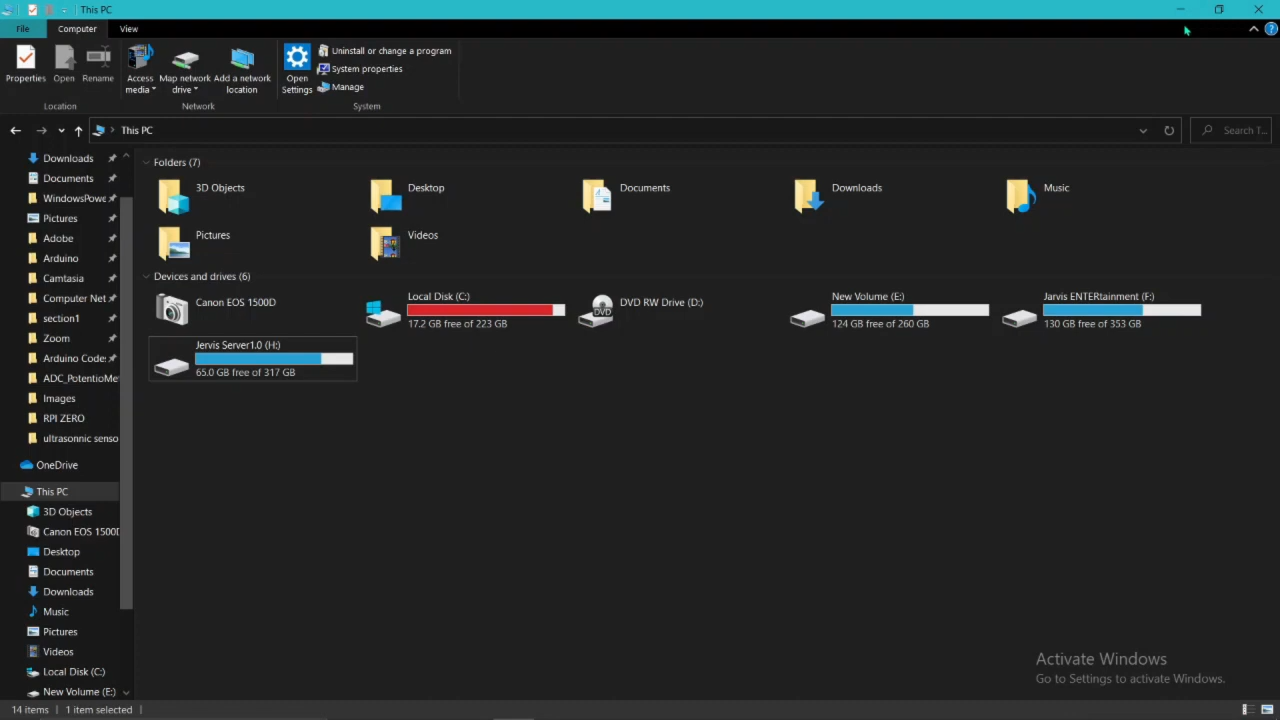 This PC
File
Computer
View
Properties
Open
Rename
Access media
Map network drive
Add a network location
Open Settings
Uninstall or change a program
System properties
Manage
Location
Network
System
This PC
Search T...
Downloads
Documents
WindowsPowe
Pictures
Adobe
Arduino
Camtasia
Computer Net
section1
Zoom
Arduino Code
ADC_PotentioMe
Images
RPI ZERO
ultrasonnic senso
OneDrive
This PC
3D Objects
Canon EOS 1500D
Desktop
Documents
Downloads
Music
Pictures
Videos
Local Disk (C:)
New Volume (E:)
Folders (7)
3D Objects
Desktop
Documents
Downloads
Music
Pictures
Videos
Devices and drives (6)
Canon EOS 1500D
Local Disk (C:)
17.2 GB free of 223 GB
DVD
DVD RW Drive (D:)
New Volume (E:)
124 GB free of 260 GB
Jarvis ENTERtainment (F:)
130 GB free of 353 GB
Jervis Server1.0 (H:)
65.0 GB free of 317 GB
Activate Windows
Go to Settings to activate Windows.
14 items
1 item selected